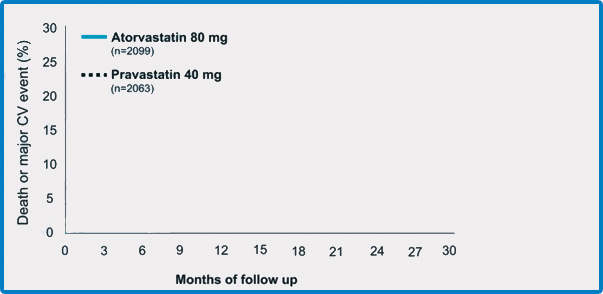 Death or major CV event (%)
30
25
20
15
10
5
0
Atorvastatin 80 mg
(n=2099)
Pravastatin 40 mg
(n=2063)
0 3 6 9 12 15 18 21 24 27 30
Months of follow up